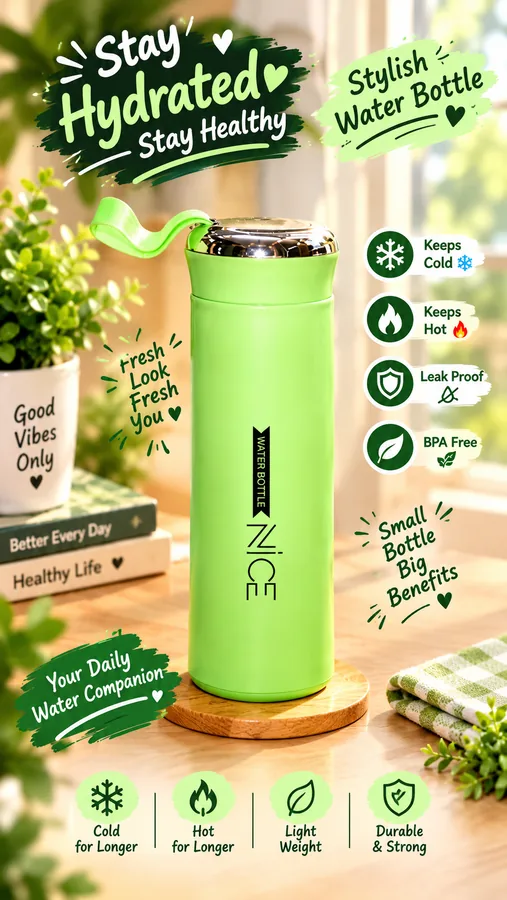 Stay
Hydrated
Stay Healthy
Stylish
Water Bottle
Keeps
Cold ❄️
Keeps
Hot 🔥
Leak Proof
BPA Free
Fresh
Look
Fresh
You
Good
Vibes
Only
WATER BOTTLE
NICE
Better Every Day
Healthy Life
Small
Bottle
Big
Benefits
Your Daily
Water Companion
Cold
for Longer
Hot
for Longer
Light
Weight
Durable
& Strong